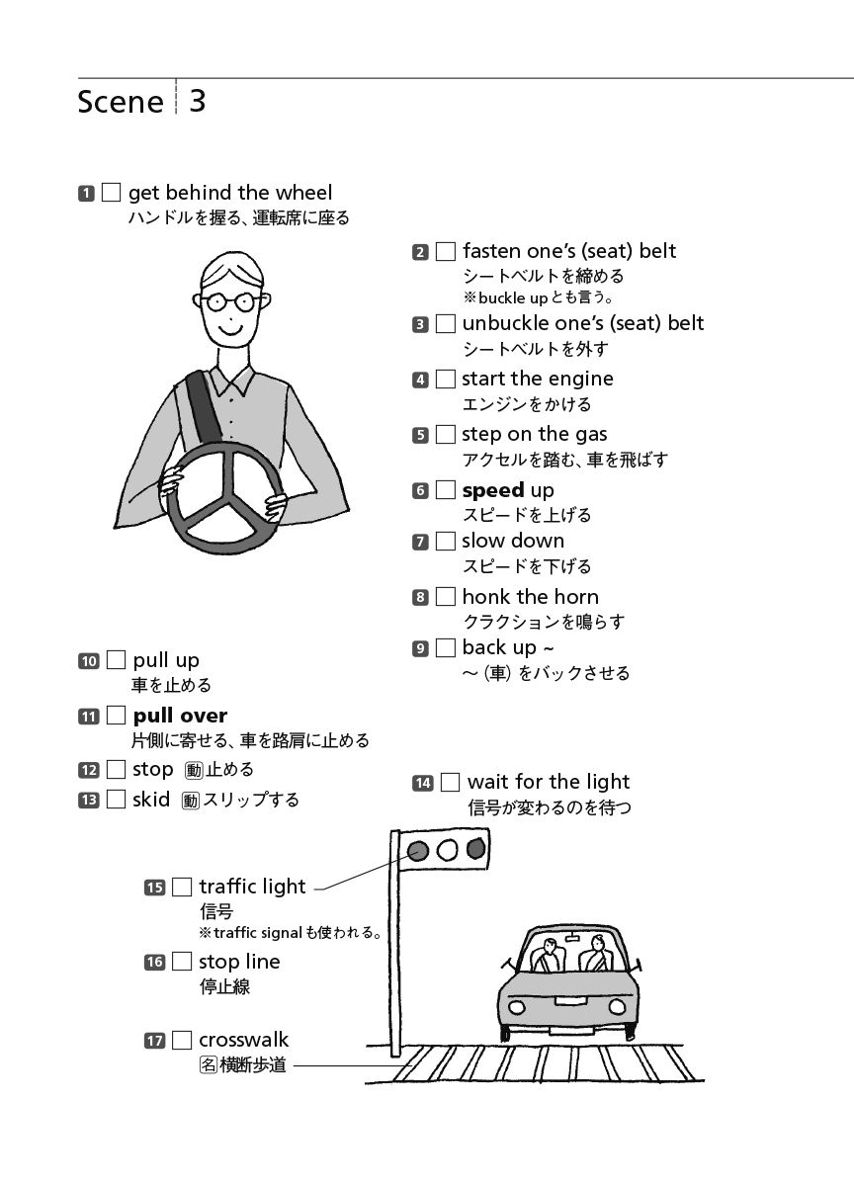 Scene 3
1 □ get behind the wheel
ハンドルを握る、運転席に座る
2 □ fasten one's (seat) belt
シートベルトを締める
※buckle upとも言う。
3 □ unbuckle one's (seat) belt
シートベルトを外す
4 □ start the engine
エンジンをかける
5 □ step on the gas
アクセルを踏む、車を飛ばす
6 □ speed up
スピードを上げる
7 □ slow down
スピードを下げる
8 □ honk the horn
クラクションを鳴らす
9 □ back up ~
～（車）をバックさせる
10 □ pull up
車を止める
11 □ pull over
片側に寄せる、車を路肩に止める
12 □ stop 動止める
13 □ skid 動スリップする
14 □ wait for the light
信号が変わるのを待つ
15 □ traffic light
信号
※traffic signalも使われる。
16 □ stop line
停止線
17 □ crosswalk
名横断歩道